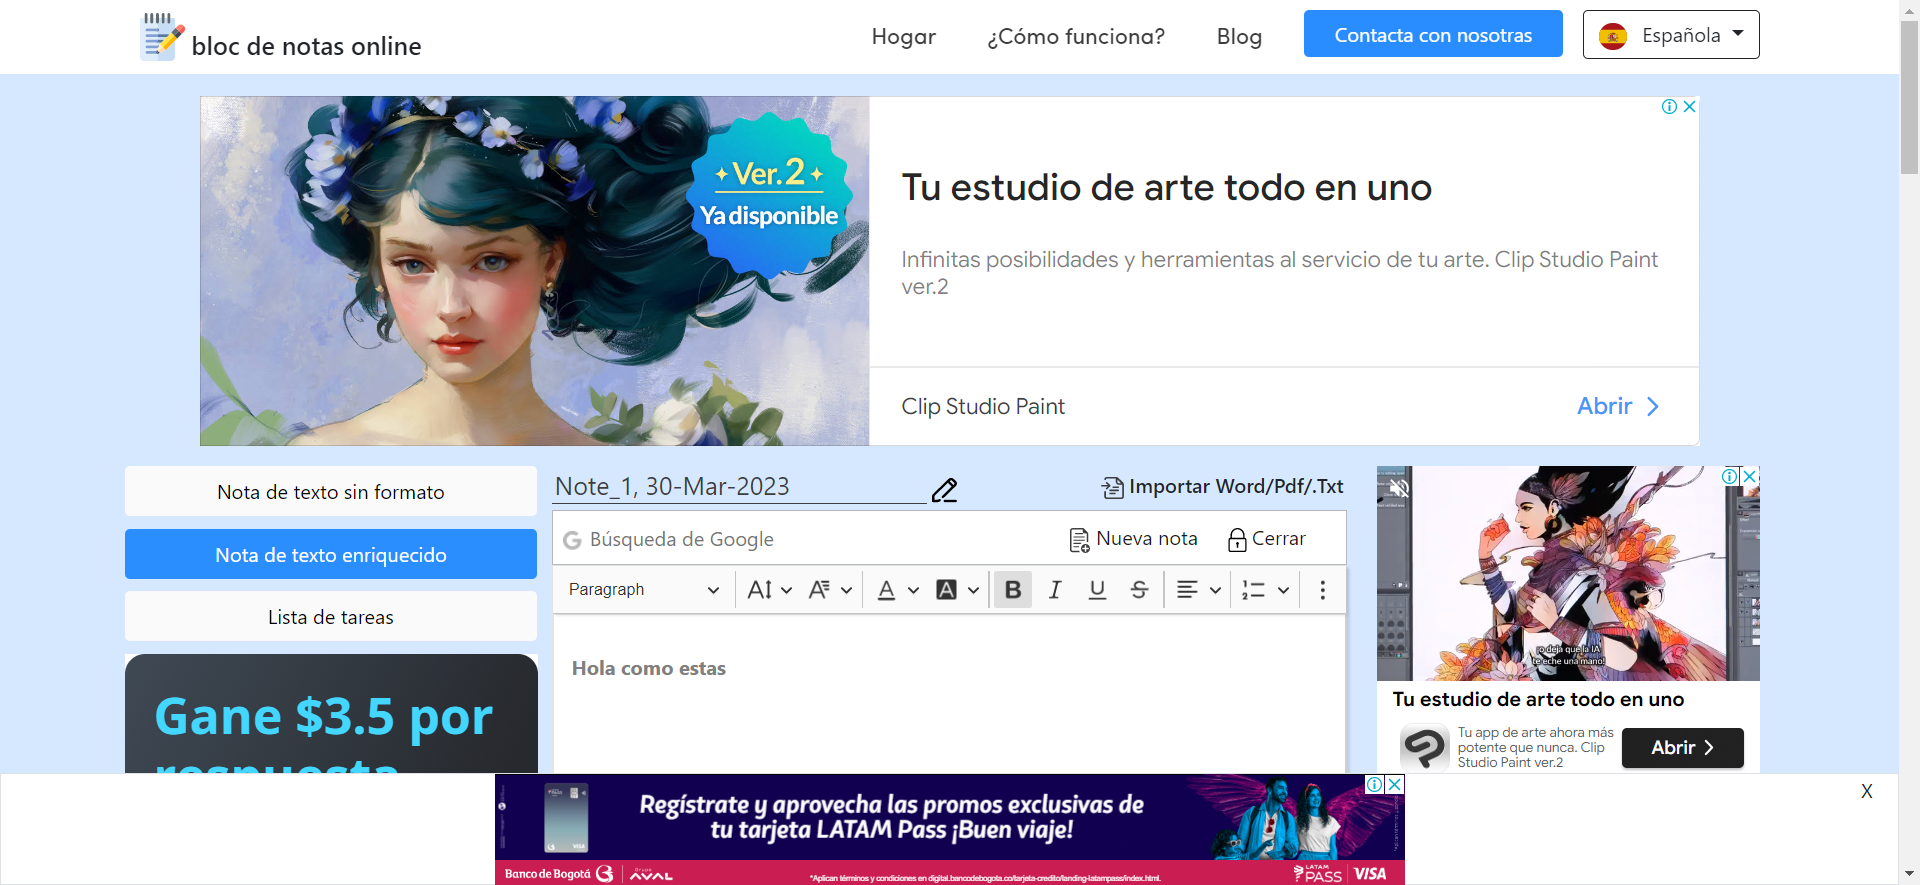 bloc de notas online
Hogar
¿Cómo funciona?
Blog
Contacta con nosotras
Española
Ver.2
Ya disponible
Tu estudio de arte todo en uno
Infinitas posibilidades y herramientas al servicio de tu arte. Clip Studio Paint
ver.2
Clip Studio Paint
Abrir
Nota de texto sin formato
Nota de texto enriquecido
Lista de tareas
Gane $3.5 por
respuesta
Note_1, 30-Mar-2023
Importar Word/Pdf/.Txt
G Búsqueda de Google
Nueva nota
Cerrar
Paragraph
B I U S
Hola como estas
¡o deja que la IA
te eche una mano!
Tu estudio de arte todo en uno
Tu app de arte ahora más
potente que nunca. Clip
Studio Paint ver.2
Abrir
X
Regístrate y aprovecha las promos exclusivas de
tu tarjeta LATAM Pass ¡Buen viaje!
Banco de Bogotá
Grupo
AVAL
*Aplican términos y condiciones en digital.bancodebogota.co/tarjeta-credito/landing-latampass/index.html.
LATAM
PASS
VISA